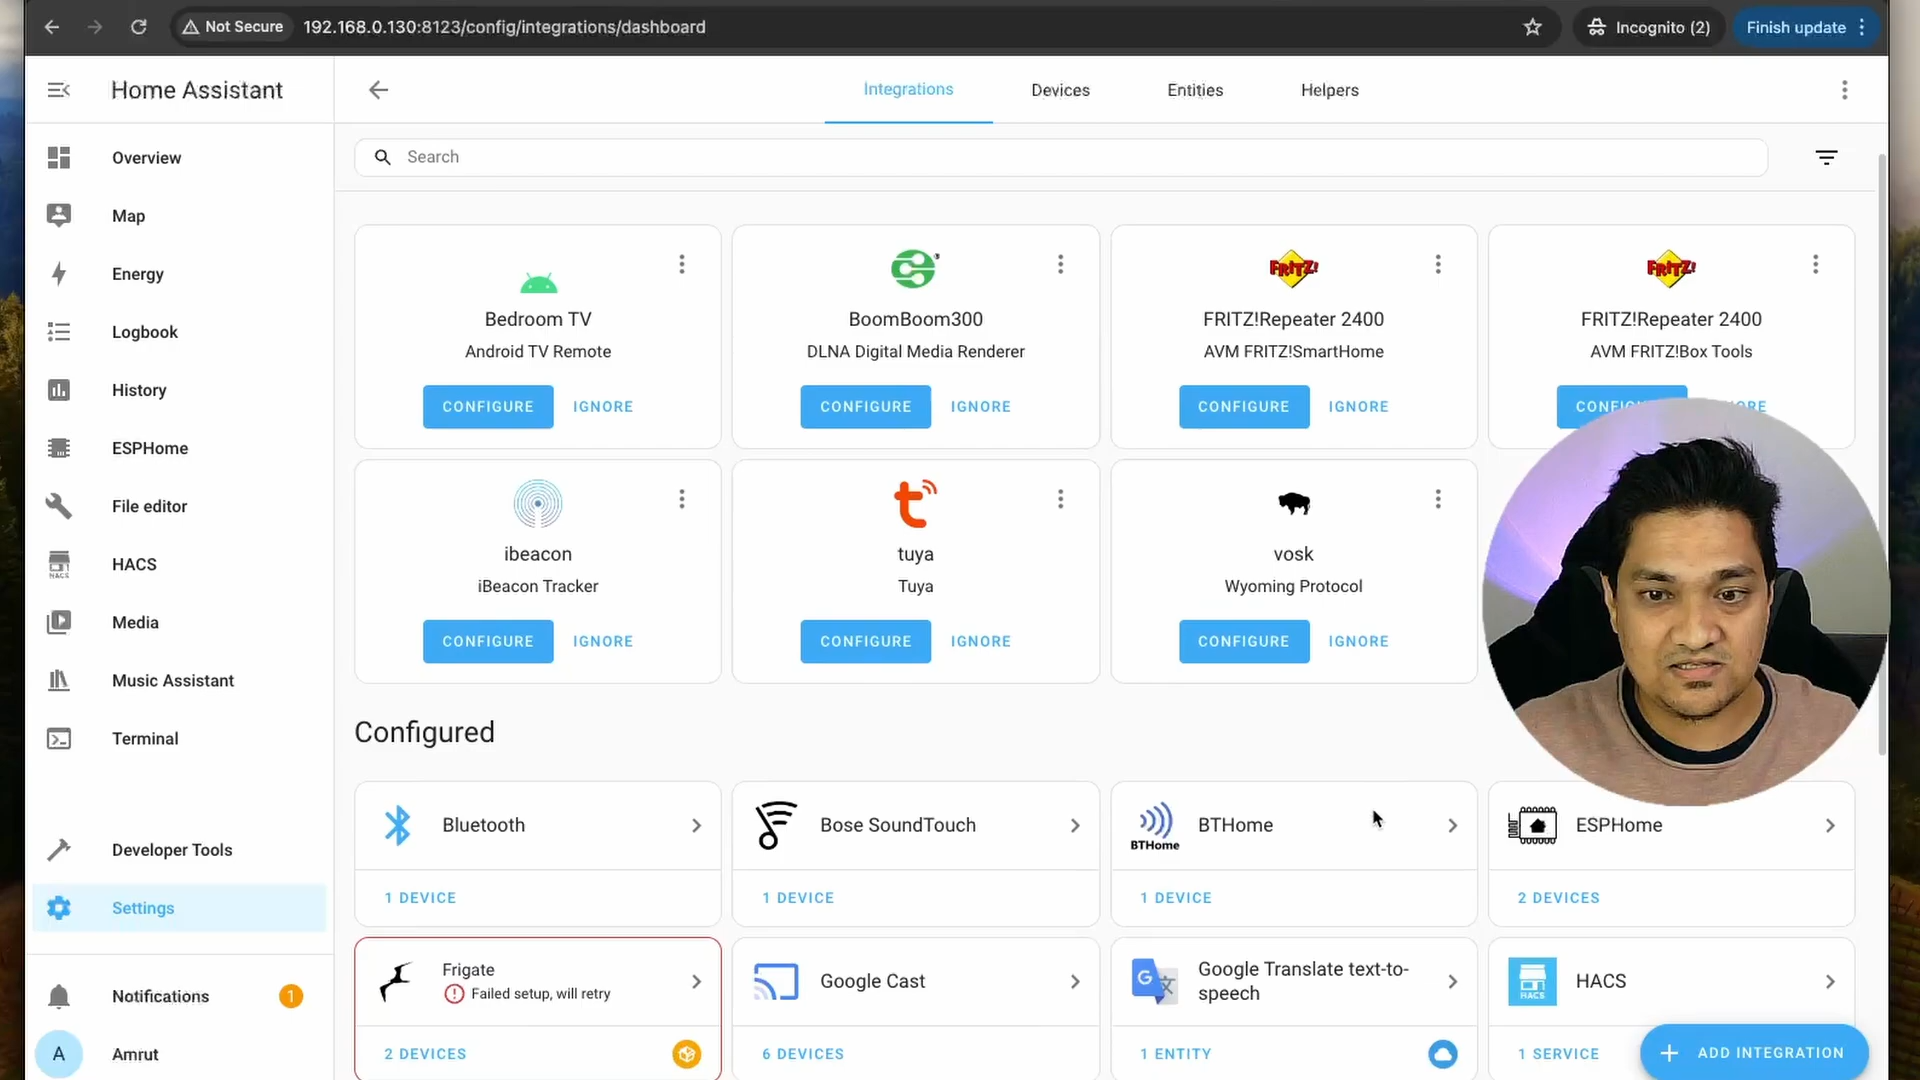 Not Secure
192.168.0.130:8123/config/integrations/dashboard
Incognito (2)
Finish update
Home Assistant
Integrations
Devices
Entities
Helpers
Overview
Map
Energy
Logbook
History
ESPHome
File editor
HACS
HACS
Media
Music Assistant
Terminal
Developer Tools
Settings
Notifications
1
A
Amrut
Search
Bedroom TV
Android TV Remote
CONFIGURE
IGNORE
BoomBoom300
DLNA Digital Media Renderer
CONFIGURE
IGNORE
FRITZ!
FRITZ!Repeater 2400
AVM FRITZ!SmartHome
CONFIGURE
IGNORE
FRITZ!
FRITZ!Repeater 2400
AVM FRITZ!Box Tools
ibeacon
iBeacon Tracker
CONFIGURE
IGNORE
tuya
Tuya
CONFIGURE
IGNORE
vosk
Wyoming Protocol
CONFIGURE
IGNORE
Configured
Bluetooth
1 DEVICE
Bose SoundTouch
1 DEVICE
BTHome
BTHome
1 DEVICE
ESPHome
2 DEVICES
Frigate
Failed setup, will retry
2 DEVICES
Google Cast
6 DEVICES
G
文
Google Translate text-to-
speech
1 ENTITY
HACS
HACS
1 SERVICE
ADD INTEGRATION